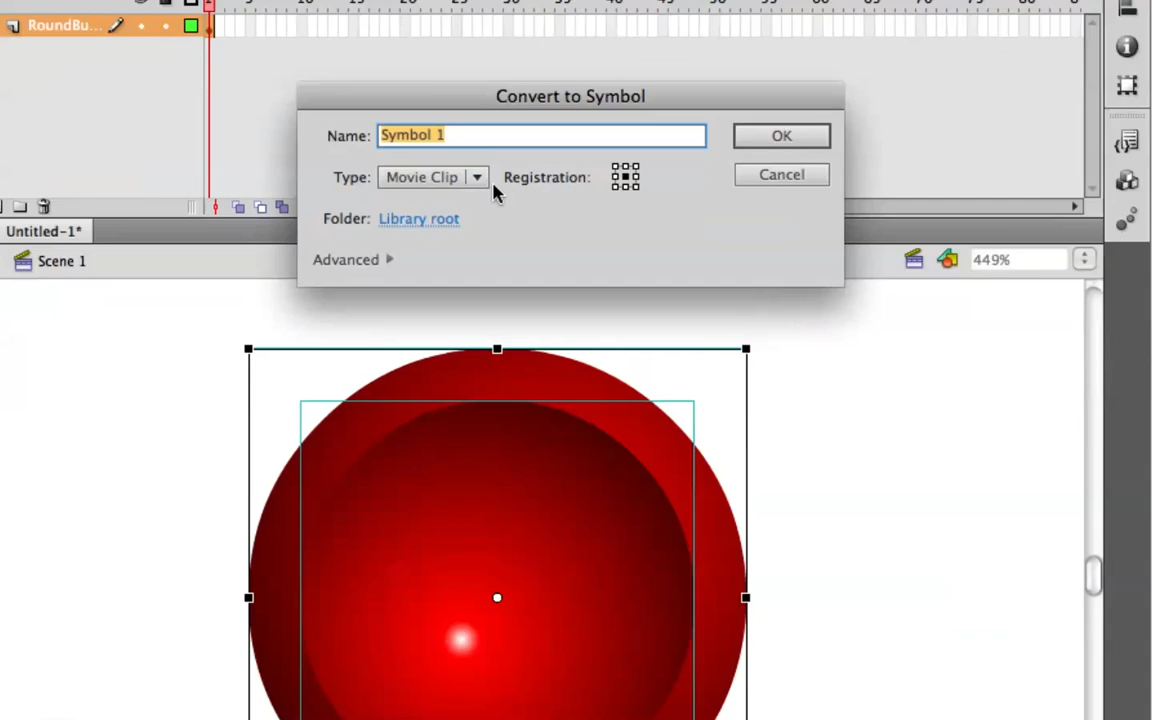 RoundBu...
Convert to Symbol
Name: Symbol 1
OK
Type: Movie Clip
Registration:
Cancel
Folder: Library root
Advanced
Untitled-1*
Scene 1
449%